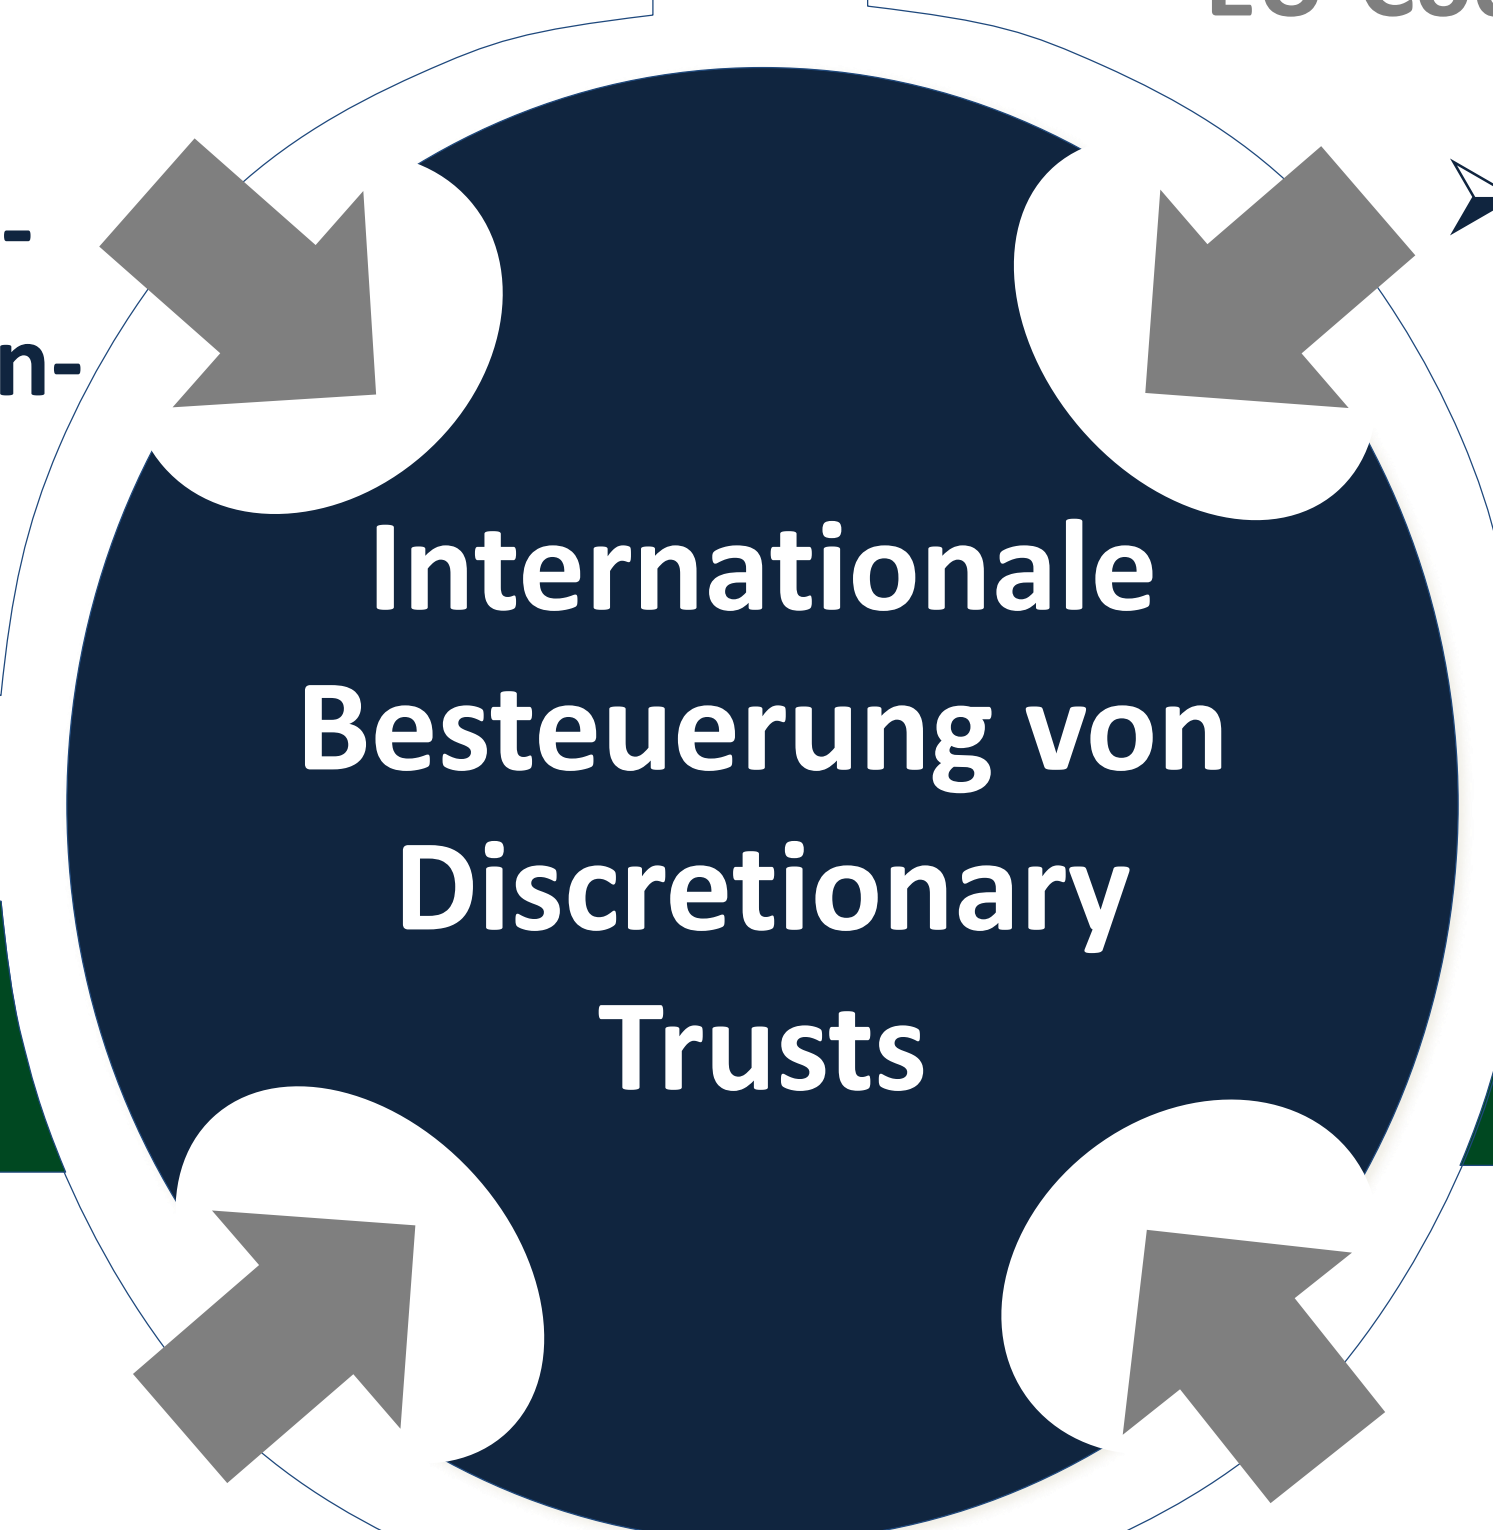 -
n-
Internationale
Besteuerung von
Discretionary
Trusts